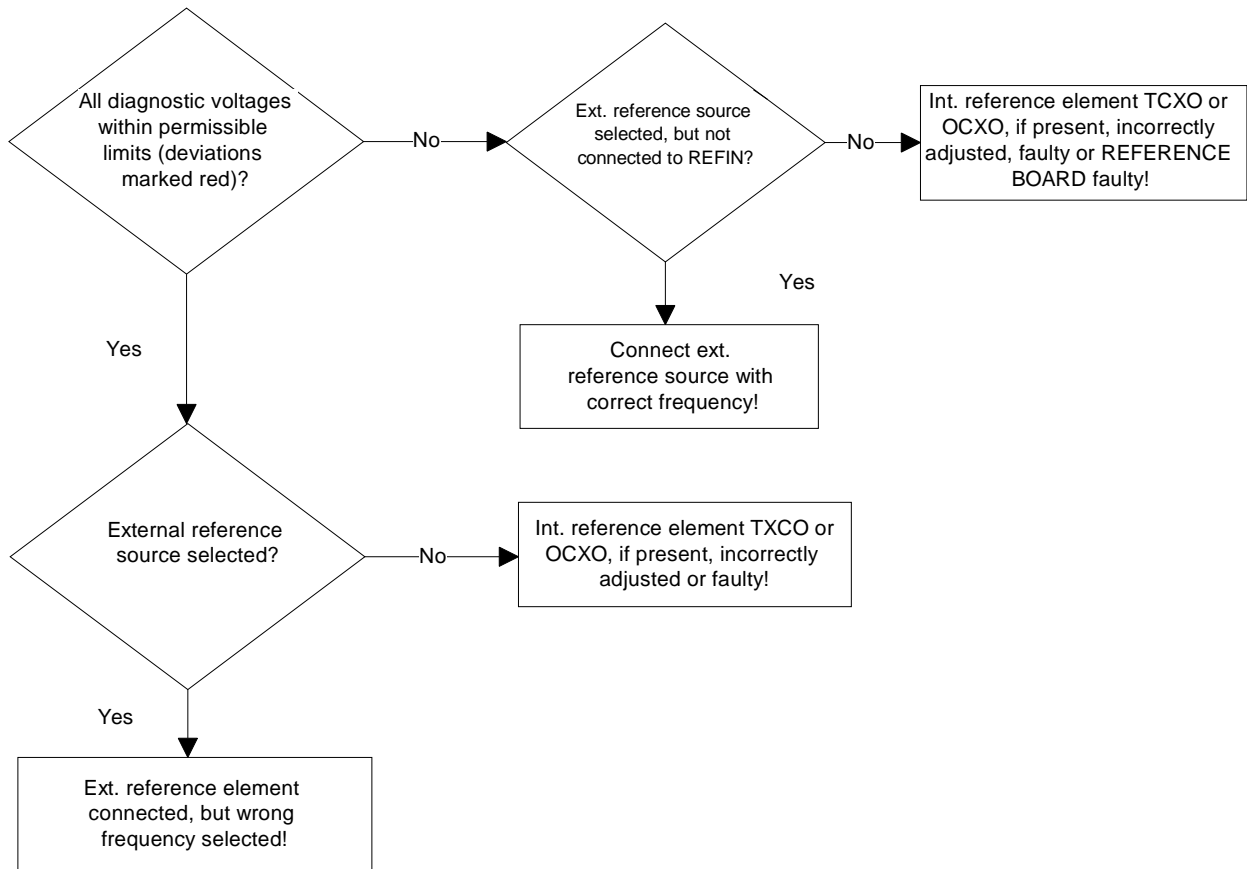 All diagnostic voltages
within permissible
limits (deviations
marked red)?
No
Ext. reference source
selected, but not
connected to REFIN?
No
Int. reference element TCXO or
OCXO, if present, incorrectly
adjusted, faulty or REFERENCE
BOARD faulty!
Yes
Connect ext.
reference source with
correct frequency!
Yes
External reference
source selected?
No
Int. reference element TXCO or
OCXO, if present, incorrectly
adjusted or faulty!
Yes
Ext. reference element
connected, but wrong
frequency selected!